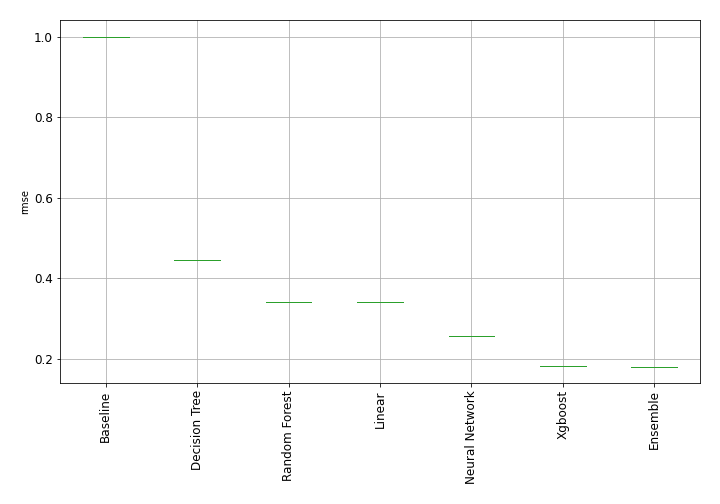 1.0
0.8
0.6
0.4
0.2
rmse
Baseline
Decision Tree
Random Forest
Linear
Neural Network
Xgboost
Ensemble